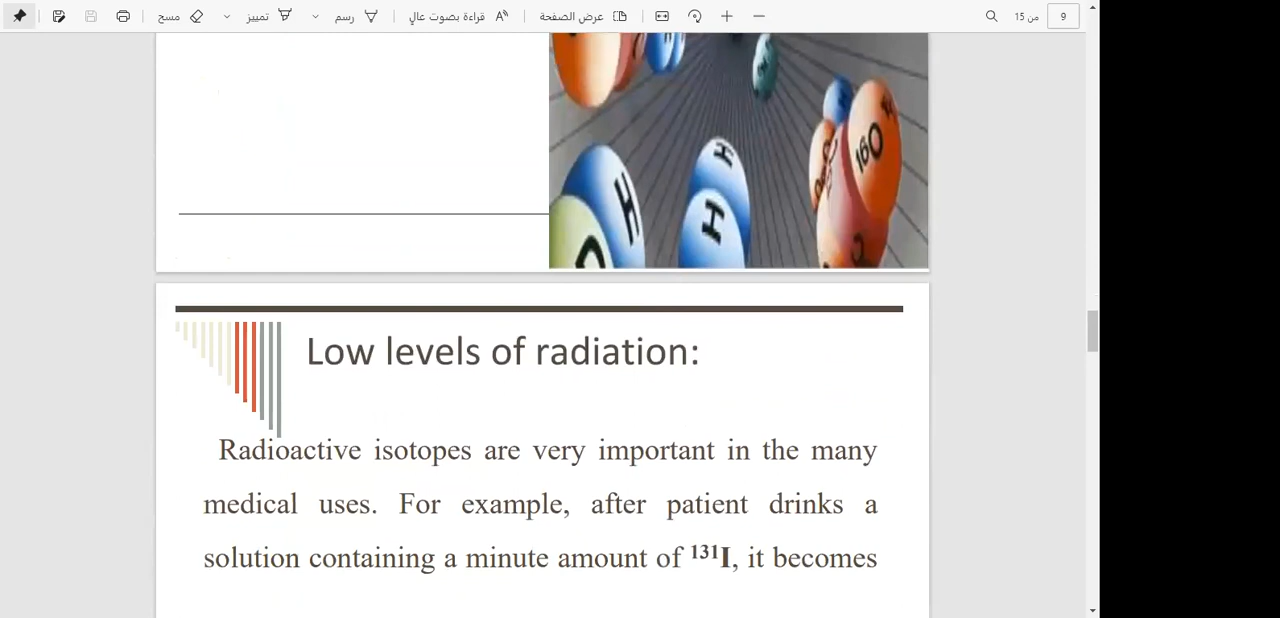 9 من 15 عرض الصفحة قراءة بصوت عالٍ رسم تمييز مسح
H
H
H
H
16O
C
Low levels of radiation:
Radioactive isotopes are very important in the many
medical uses. For example, after patient drinks a
solution containing a minute amount of ¹³¹I, it becomes